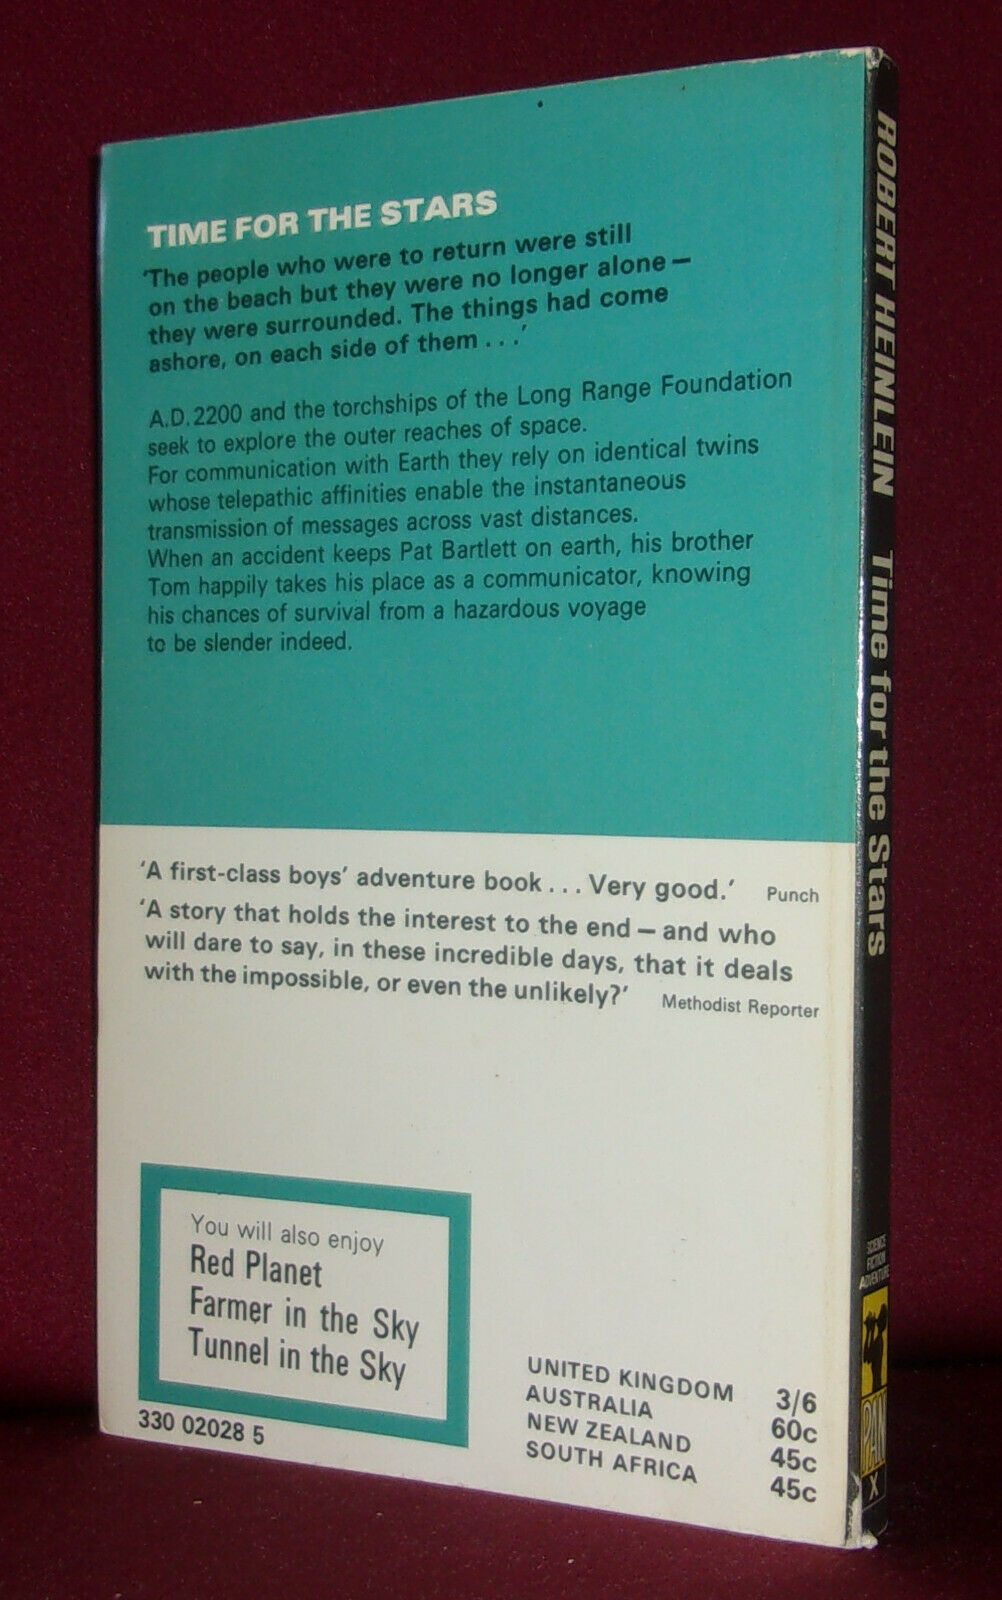 TIME FOR THE STARS
'The people who were to return were still
on the beach but they were no longer alone –
they were surrounded. The things had come
ashore, on each side of them . . .'
A.D.2200 and the torchships of the Long Range Foundation
seek to explore the outer reaches of space.
For communication with Earth they rely on identical twins
whose telepathic affinities enable the instantaneous
transmission of messages across vast distances.
When an accident keeps Pat Bartlett on earth, his brother
Tom happily takes his place as a communicator, knowing
his chances of survival from a hazardous voyage
to be slender indeed.
'A first-class boys' adventure book . . . Very good.' Punch
'A story that holds the interest to the end – and who
will dare to say, in these incredible days, that it deals
with the impossible, or even the unlikely?' Methodist Reporter
You will also enjoy
Red Planet
Farmer in the Sky
Tunnel in the Sky
330 02028 5
UNITED KINGDOM 3/6
AUSTRALIA 60c
NEW ZEALAND 45c
SOUTH AFRICA 45c
ROBERT HEINLEIN Time for the Stars
SCIENCE
FICTION
ADVENTURE
PAN
X